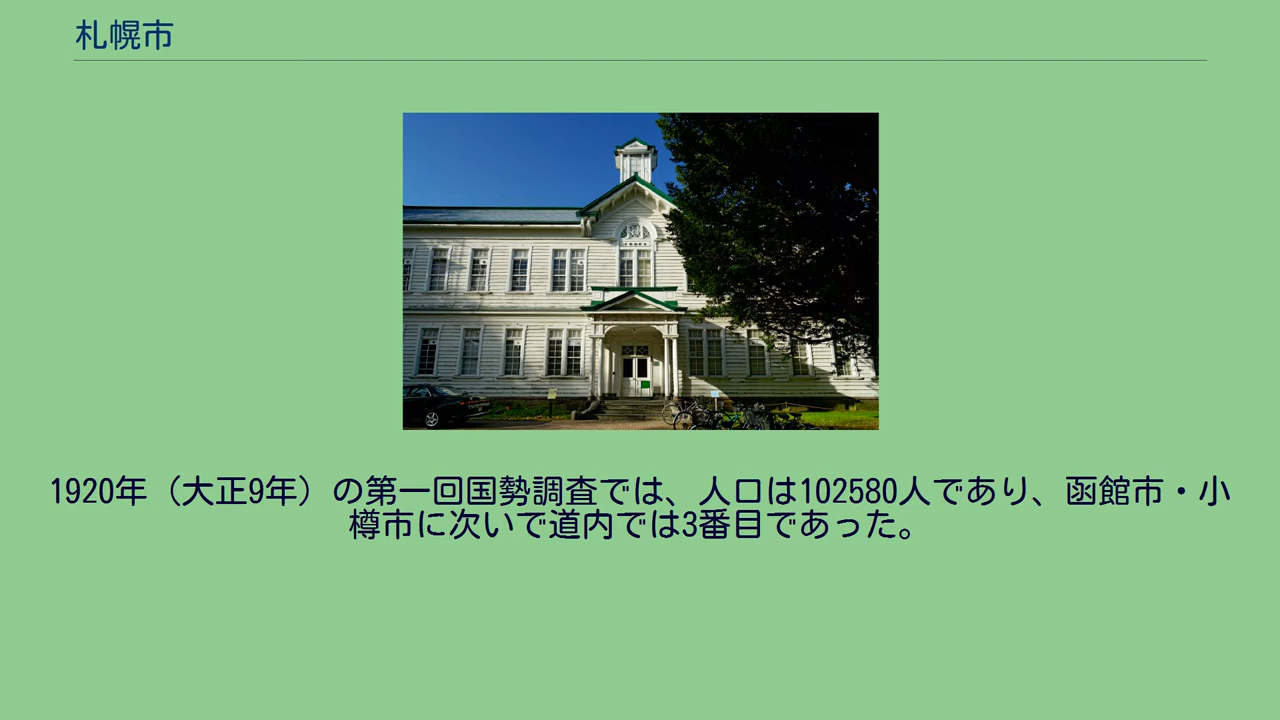 札幌市
1920年（大正9年）の第一回国勢調査では、人口は102580人であり、函館市・小
樽市に次いで道内では3番目であった。